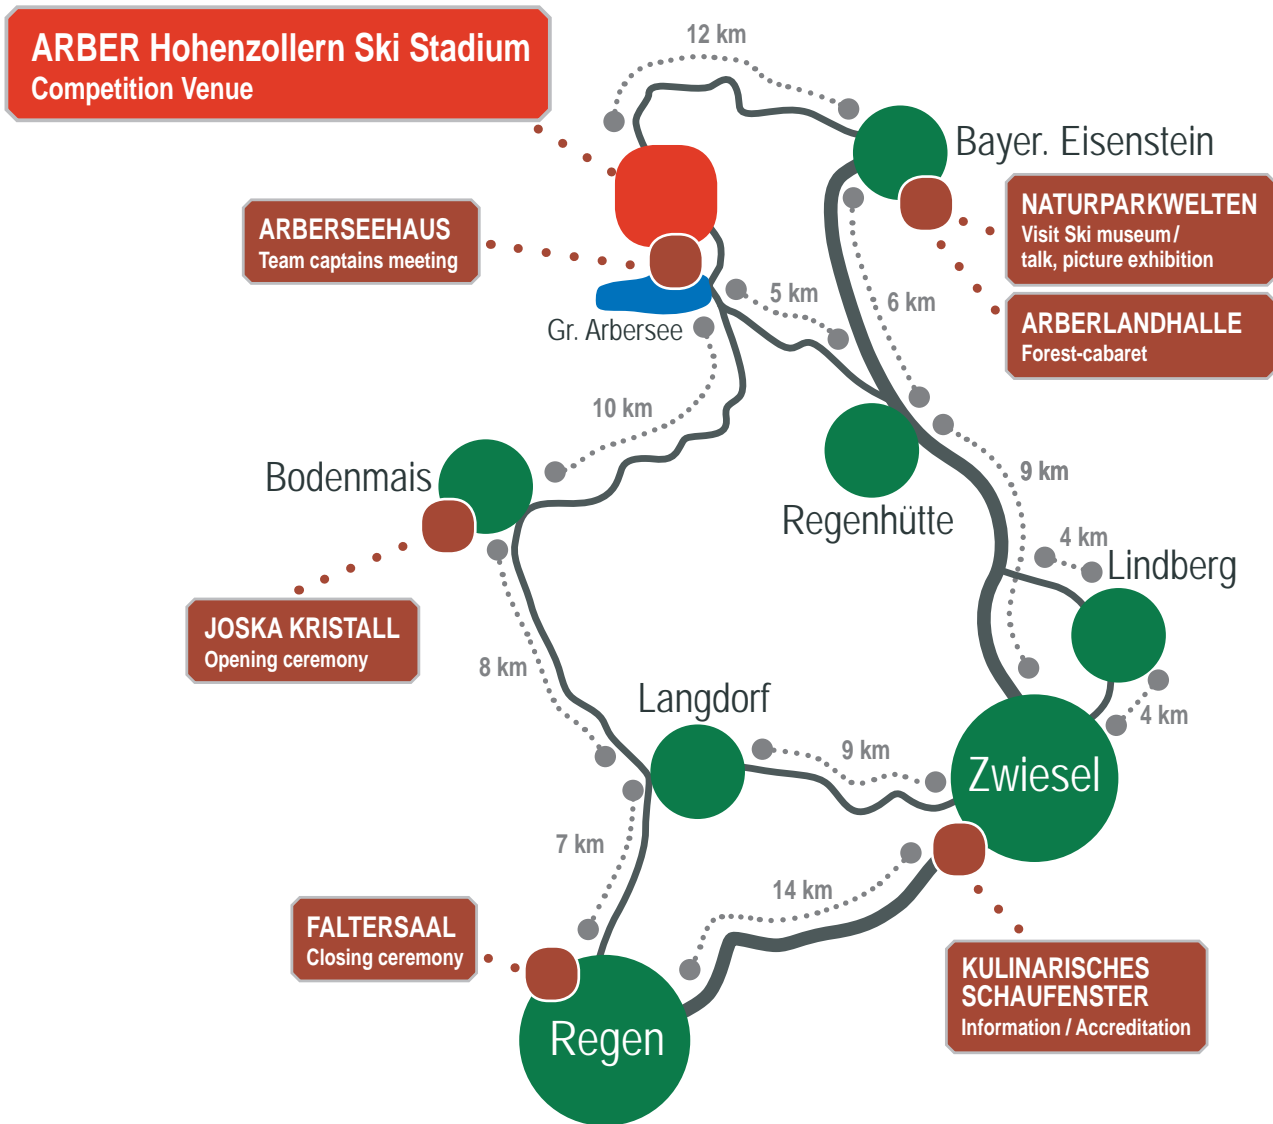 ARBER Hohenzollern Ski Stadium
Competition Venue
12 km
Bayer. Eisenstein
NATURPARKWELTEN
Visit Ski museum /
talk, picture exhibition
ARBERSEEHAUS
Team captains meeting
5 km
6 km
ARBERLANDHALLE
Forest-cabaret
Gr. Arbersee
10 km
Bodenmais
9 km
Regenhütte
4 km
Lindberg
JOSKA KRISTALL
Opening ceremony
8 km
Langdorf
4 km
9 km
Zwiesel
7 km
14 km
FALTERSAAL
Closing ceremony
KULINARISCHES
SCHAUFENSTER
Information / Accreditation
Regen